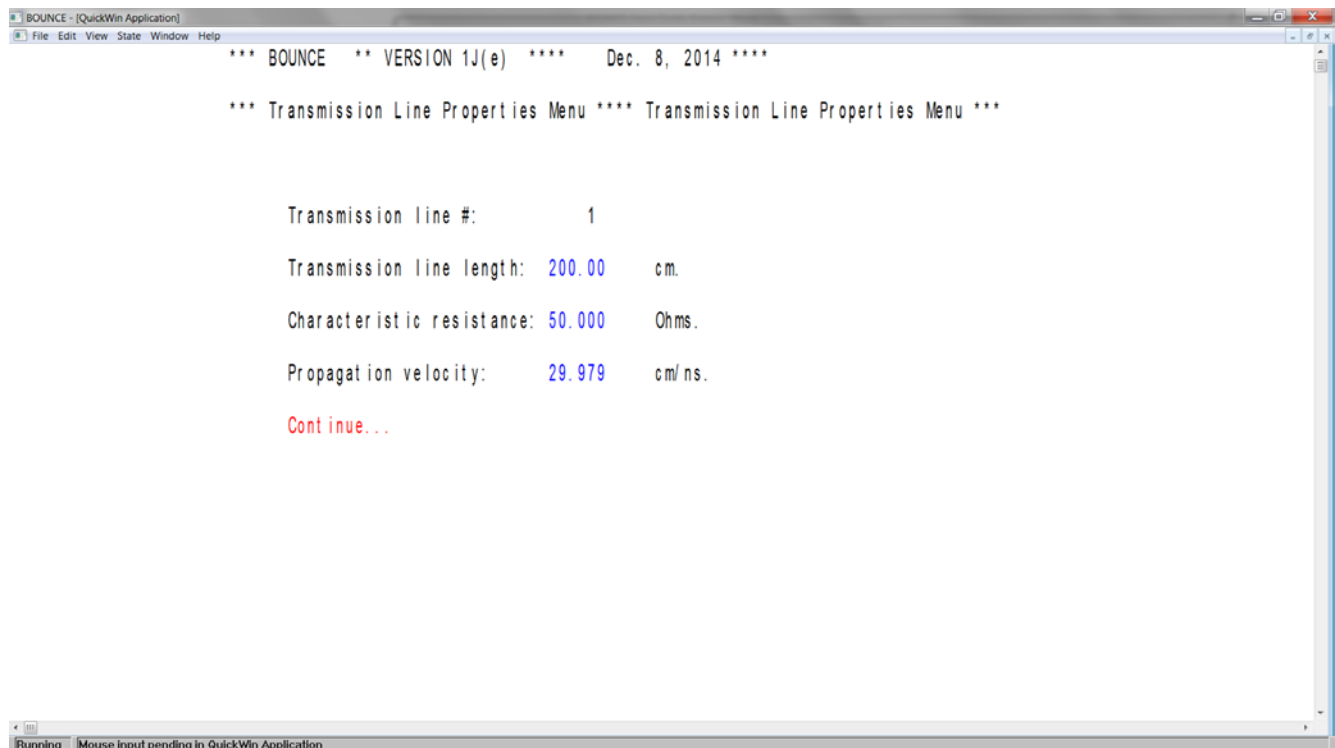 BOUNCE - [QuickWin Application]
File Edit View State Window Help
*** BOUNCE ** VERSION 1J(e) **** Dec. 8, 2014 ****
*** Transmission Line Properties Menu **** Transmission Line Properties Menu ***
Transmission line #: 1
Transmission line length: 200.00 cm.
Characteristic resistance: 50.000 Ohms.
Propagation velocity: 29.979 cm/ns.
Continue...
Running Mouse input pending in QuickWin Application